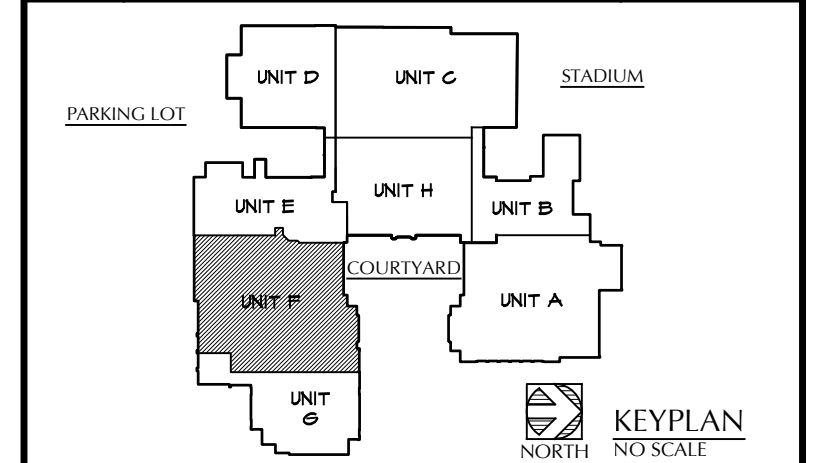 UNIT D
UNIT C
STADIUM
PARKING LOT
UNIT E
UNIT H
UNIT B
COURTYARD
UNIT F
UNIT A
UNIT
G
NORTH
KEYPLAN
NO SCALE